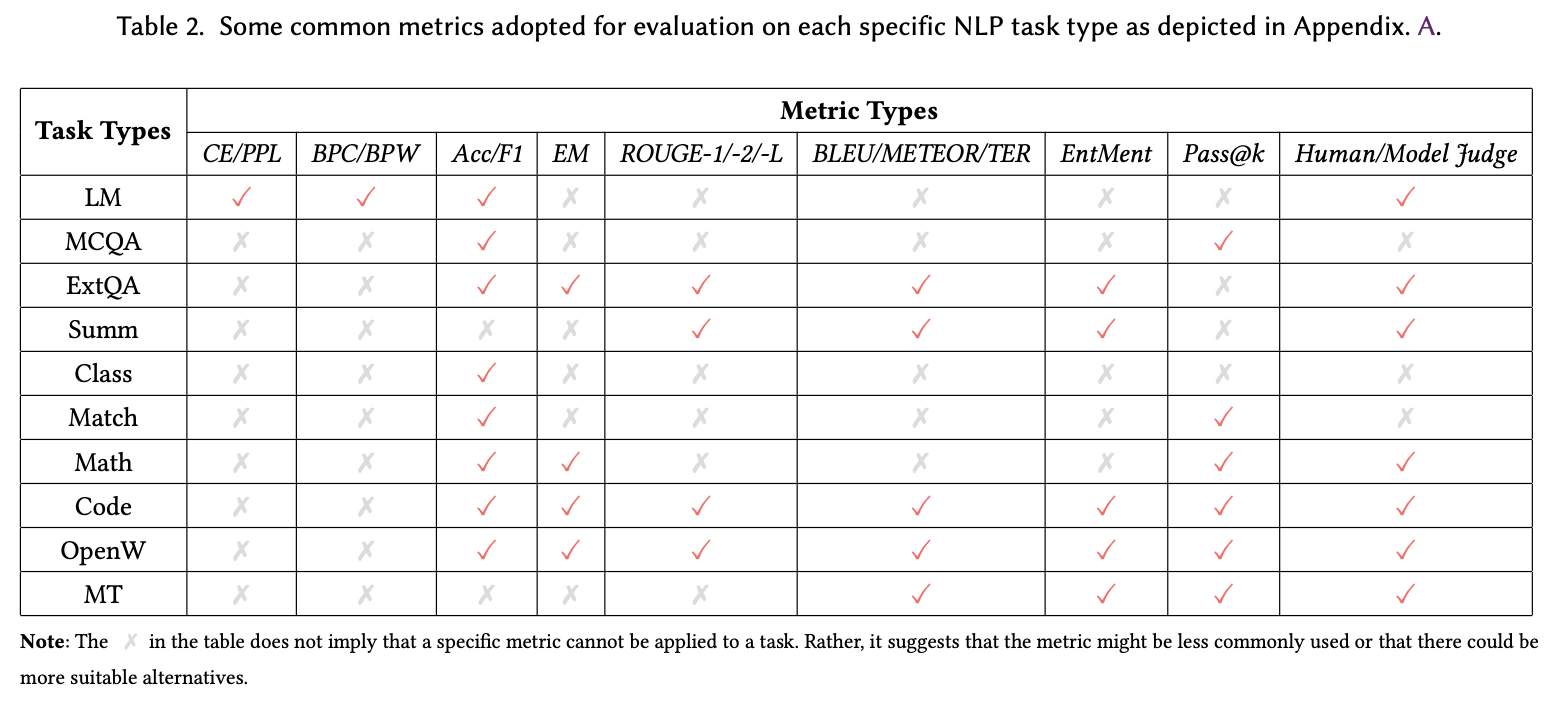 Table 2. Some common metrics adopted for evaluation on each specific NLP task type as depicted in Appendix. A.
Task Types Metric Types
CE/PPL BPC/BPW Acc/F1 EM ROUGE-1/-2/-L BLEU/METEOR/TER EntMent Pass@k Human/Model Judge
LM ✓ ✓ ✓ ✗ ✗ ✗ ✗ ✗ ✓
MCQA ✗ ✗ ✓ ✗ ✗ ✗ ✗ ✓ ✗
ExtQA ✗ ✗ ✓ ✓ ✓ ✓ ✓ ✗ ✓
Summ ✗ ✗ ✗ ✗ ✓ ✓ ✓ ✗ ✓
Class ✗ ✗ ✓ ✗ ✗ ✗ ✗ ✗ ✗
Match ✗ ✗ ✓ ✗ ✗ ✗ ✗ ✓ ✗
Math ✗ ✗ ✓ ✓ ✗ ✗ ✗ ✓ ✓
Code ✗ ✗ ✓ ✓ ✓ ✓ ✓ ✓ ✓
OpenW ✗ ✗ ✓ ✓ ✓ ✓ ✓ ✓ ✓
MT ✗ ✗ ✗ ✗ ✗ ✓ ✓ ✓ ✓
Note: The ✗ in the table does not imply that a specific metric cannot be applied to a task. Rather, it suggests that the metric might be less commonly used or that there could be
more suitable alternatives.